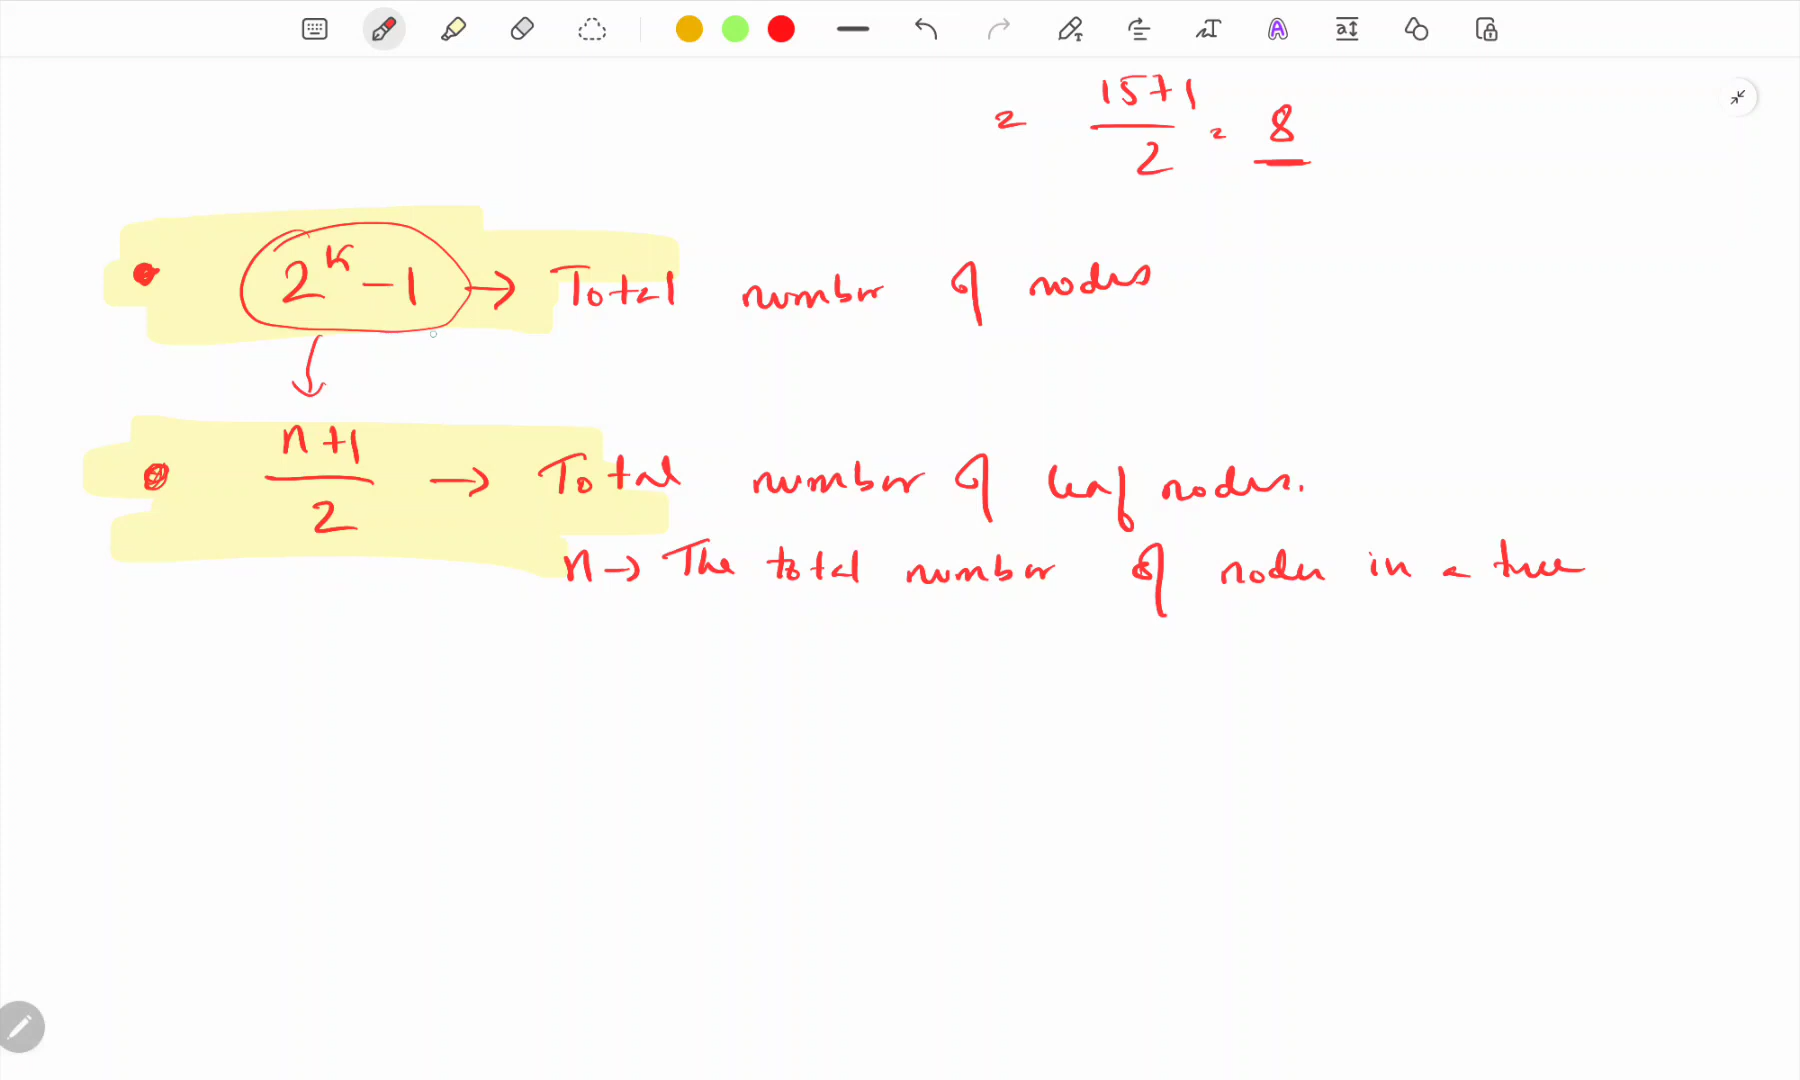 = 15+1/2 = 8
• 2^k - 1 → Total number of nodes
↓
• n+1/2 → Total number of leaf nodes.
n → The total number of nodes in a tree